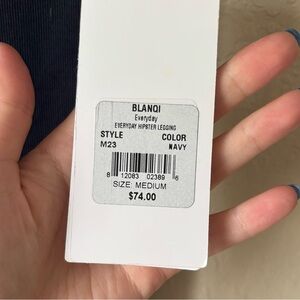 BLANQI
Everyday
EVERYDAY HIPSTER LEGGING
STYLE COLOR
M23 NAVY
8 12083 02389 6
SIZE: MEDIUM
$74.00